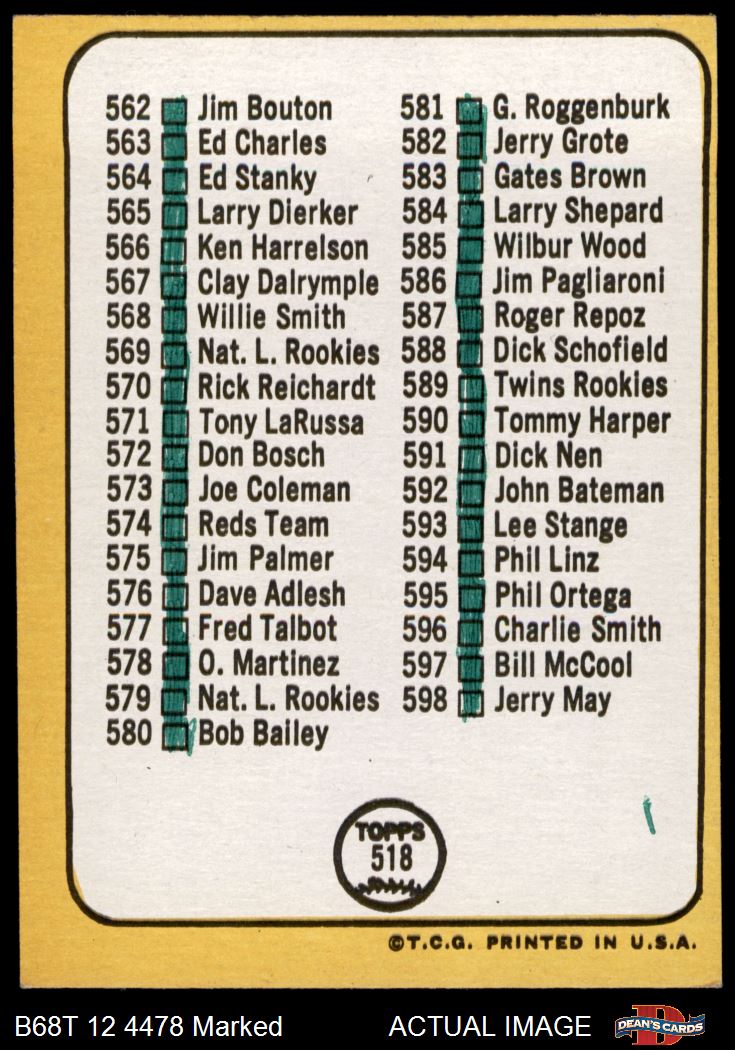 562 Jim Bouton
563 Ed Charles
564 Ed Stanky
565 Larry Dierker
566 Ken Harrelson
567 Clay Dalrymple
568 Willie Smith
569 Nat. L. Rookies
570 Rick Reichardt
571 Tony LaRussa
572 Don Bosch
573 Joe Coleman
574 Reds Team
575 Jim Palmer
576 Dave Adlesh
577 Fred Talbot
578 O. Martinez
579 Nat. L. Rookies
580 Bob Bailey
581 G. Roggenburk
582 Jerry Grote
583 Gates Brown
584 Larry Shepard
585 Wilbur Wood
586 Jim Pagliaroni
587 Roger Repoz
588 Dick Schofield
589 Twins Rookies
590 Tommy Harper
591 Dick Nen
592 John Bateman
593 Lee Stange
594 Phil Linz
595 Phil Ortega
596 Charlie Smith
597 Bill McCool
598 Jerry May
TOPPS
518
©T.C.G. PRINTED IN U.S.A.
B68T 12 4478 Marked ACTUAL IMAGE
D
DEAN'S CARDS